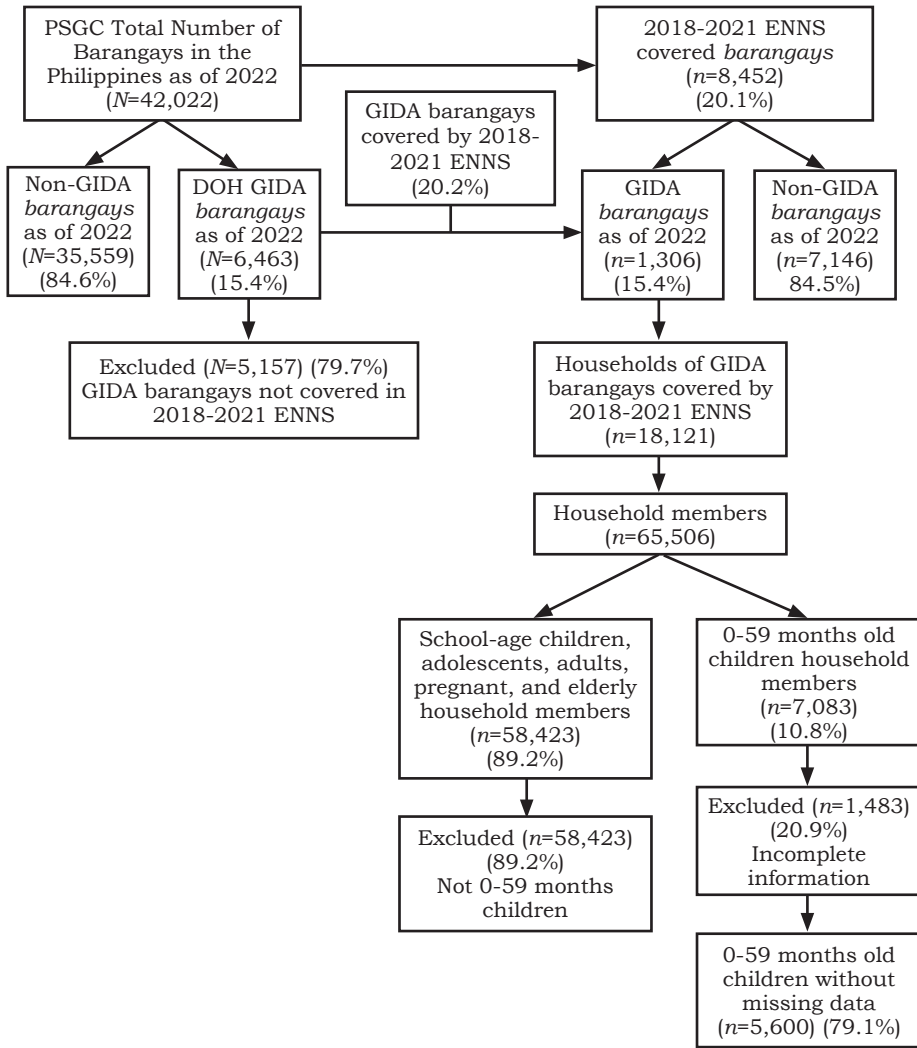 PSGC Total Number of
Barangays in the
Philippines as of 2022
(N=42,022)
2018-2021 ENNS
covered barangays
(n=8,452)
(20.1%)
GIDA barangays
covered by 2018-
2021 ENNS
(20.2%)
Non-GIDA
barangays
as of 2022
(N=35,559)
(84.6%)
DOH GIDA
barangays
as of 2022
(N=6,463)
(15.4%)
GIDA
barangays
as of 2022
(n=1,306)
(15.4%)
Non-GIDA
barangays
as of 2022
(n=7,146)
84.5%)
Excluded (N=5,157) (79.7%)
GIDA barangays not covered in
2018-2021 ENNS
Households of GIDA
barangays covered by
2018-2021 ENNS
(n=18,121)
Household members
(n=65,506)
School-age children,
adolescents, adults,
pregnant, and elderly
household members
(n=58,423)
(89.2%)
0-59 months old
children household
members
(n=7,083)
(10.8%)
Excluded (n=58,423)
(89.2%)
Not 0-59 months
children
Excluded (n=1,483)
(20.9%)
Incomplete
information
0-59 months old
children without
missing data
(n=5,600) (79.1%)